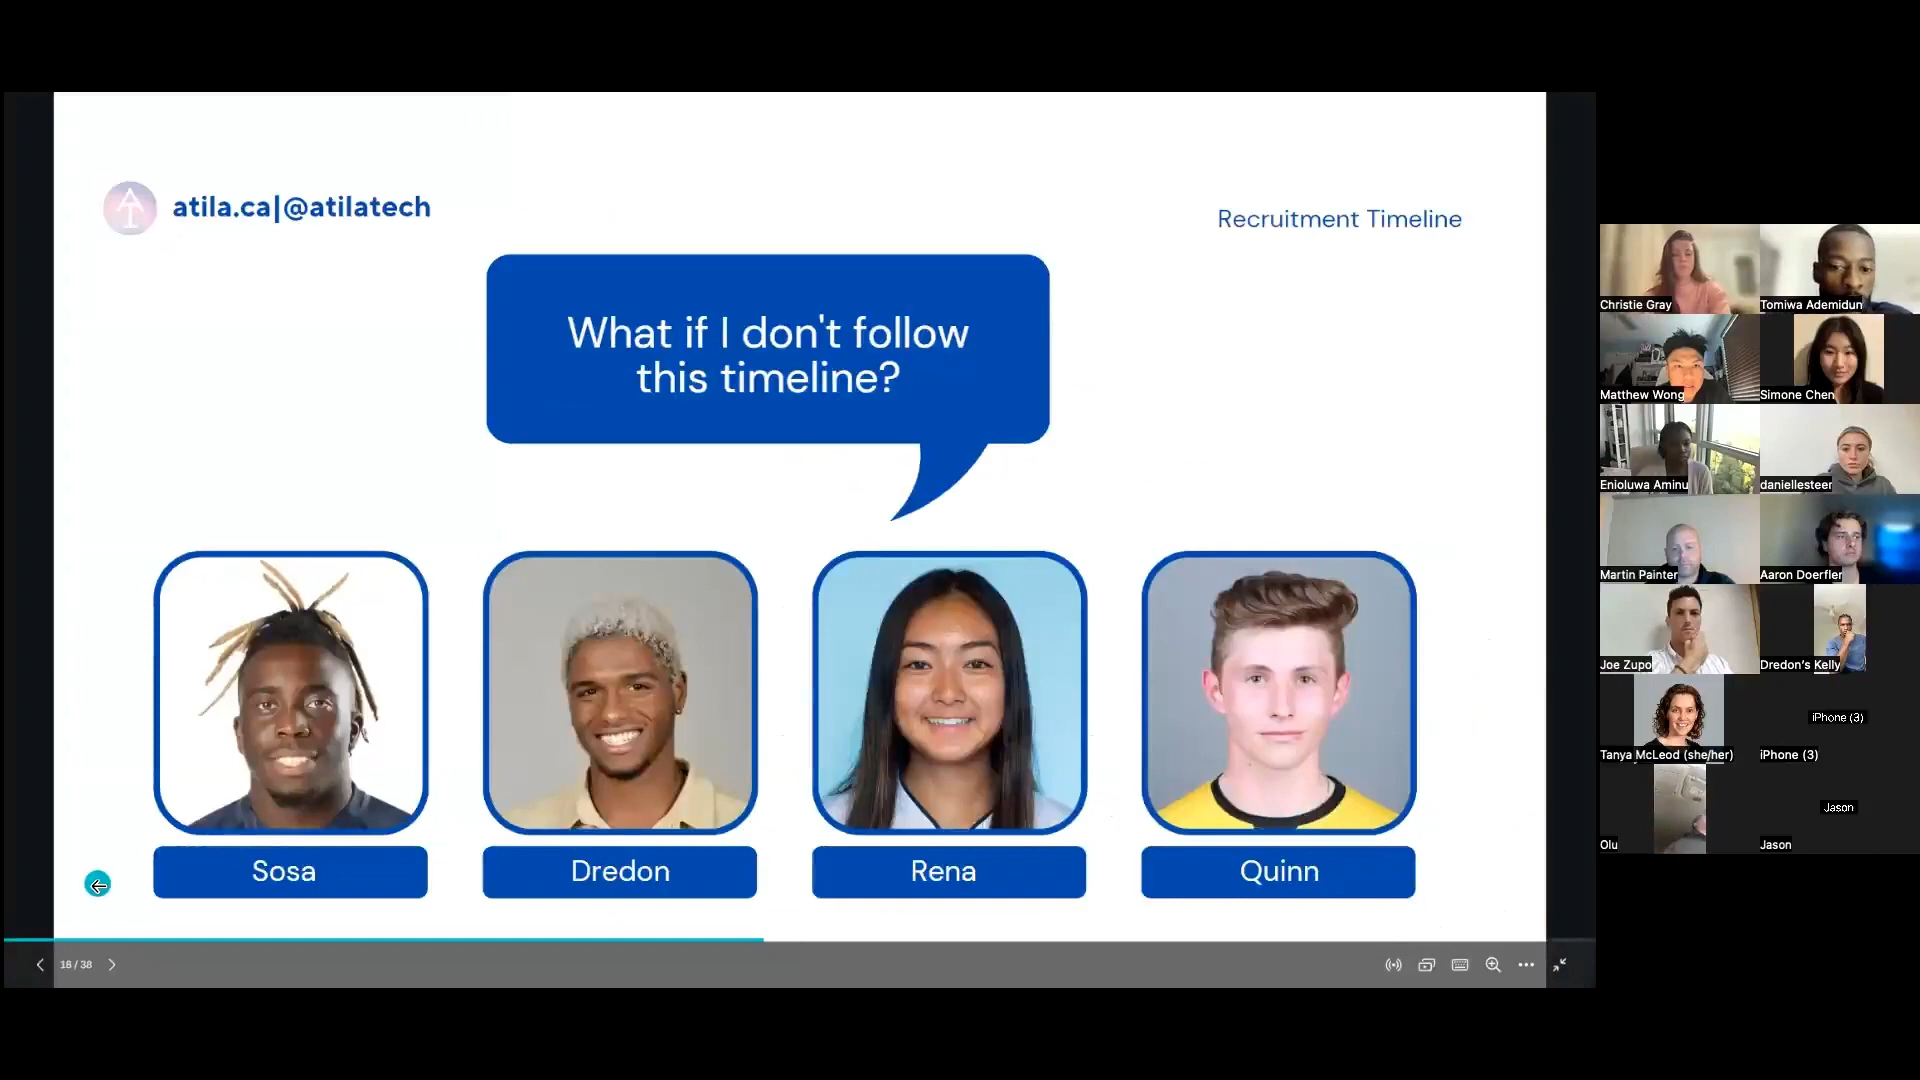 atila.ca|@atilatech
Recruitment Timeline
What if I don't follow
this timeline?
Sosa
Dredon
Rena
Quinn
18 / 38
Christie Gray
Tomiwa Ademidun
Matthew Wong
Simone Chen
Enioluwa Aminu
daniellesteer
Martin Painter
Aaron Doerfler
Joe Zupo
Dredon’s Kelly
Tanya McLeod (she/her)
iPhone (3)
iPhone (3)
Olu
Jason
Jason